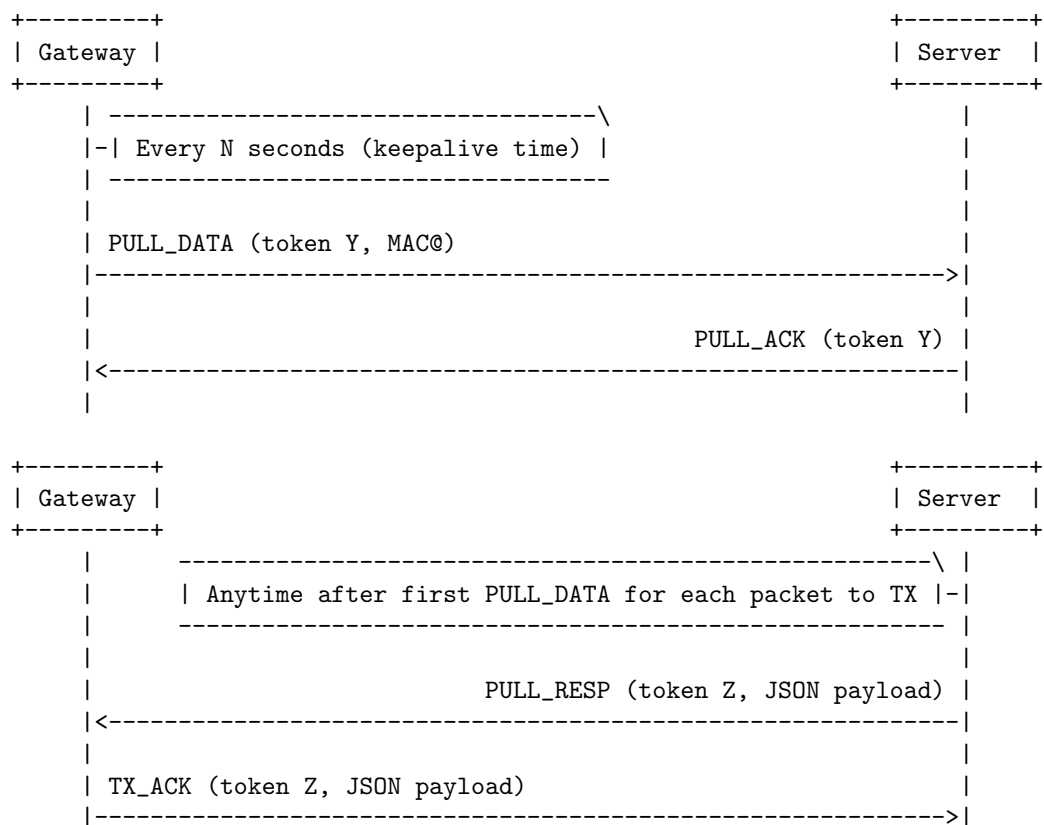 Gateway Server
Every N seconds (keepalive time)
PULL_DATA (token Y, MAC@)
PULL_ACK (token Y)
Gateway Server
Anytime after first PULL_DATA for each packet to TX
PULL_RESP (token Z, JSON payload)
TX_ACK (token Z, JSON payload)